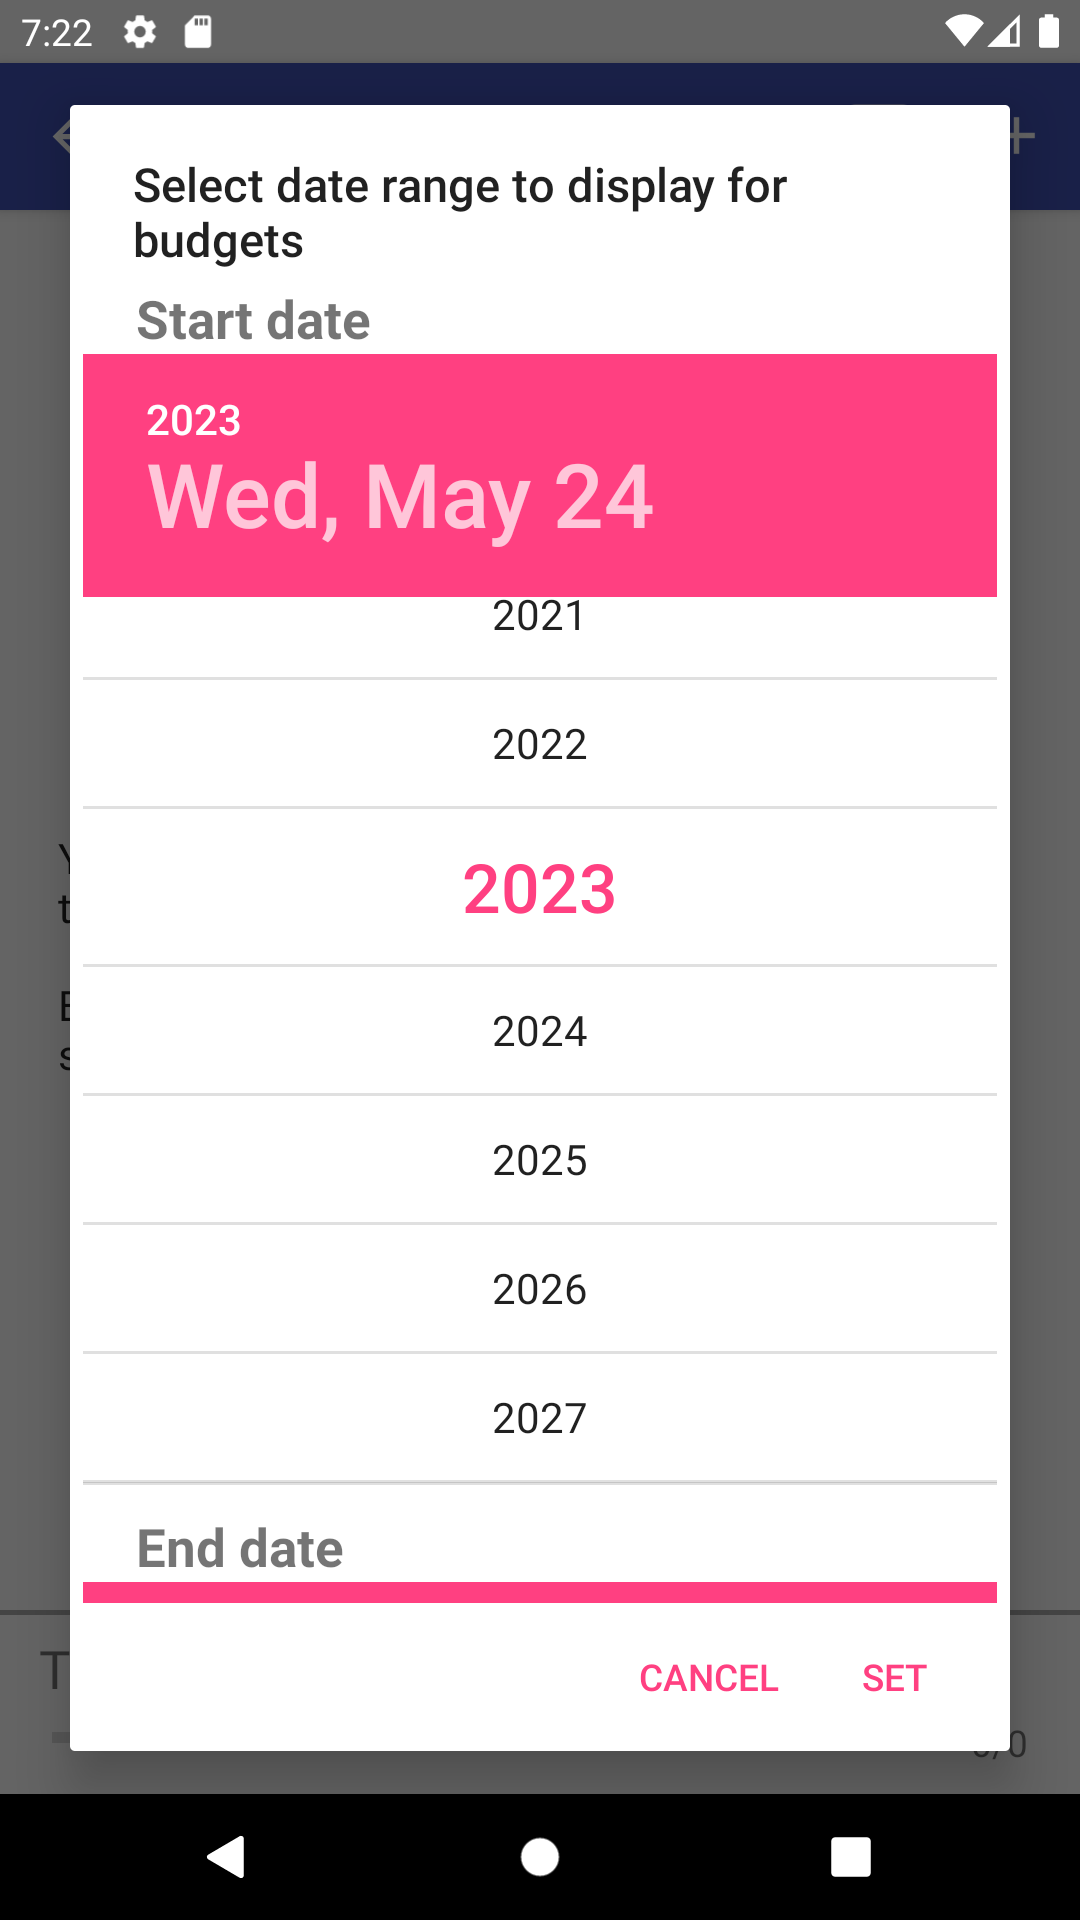 7:22
Select date range to display for
budgets
Start date
2023
Wed, May 24
2021
2022
2023
2024
2025
2026
2027
End date
CANCEL
SET